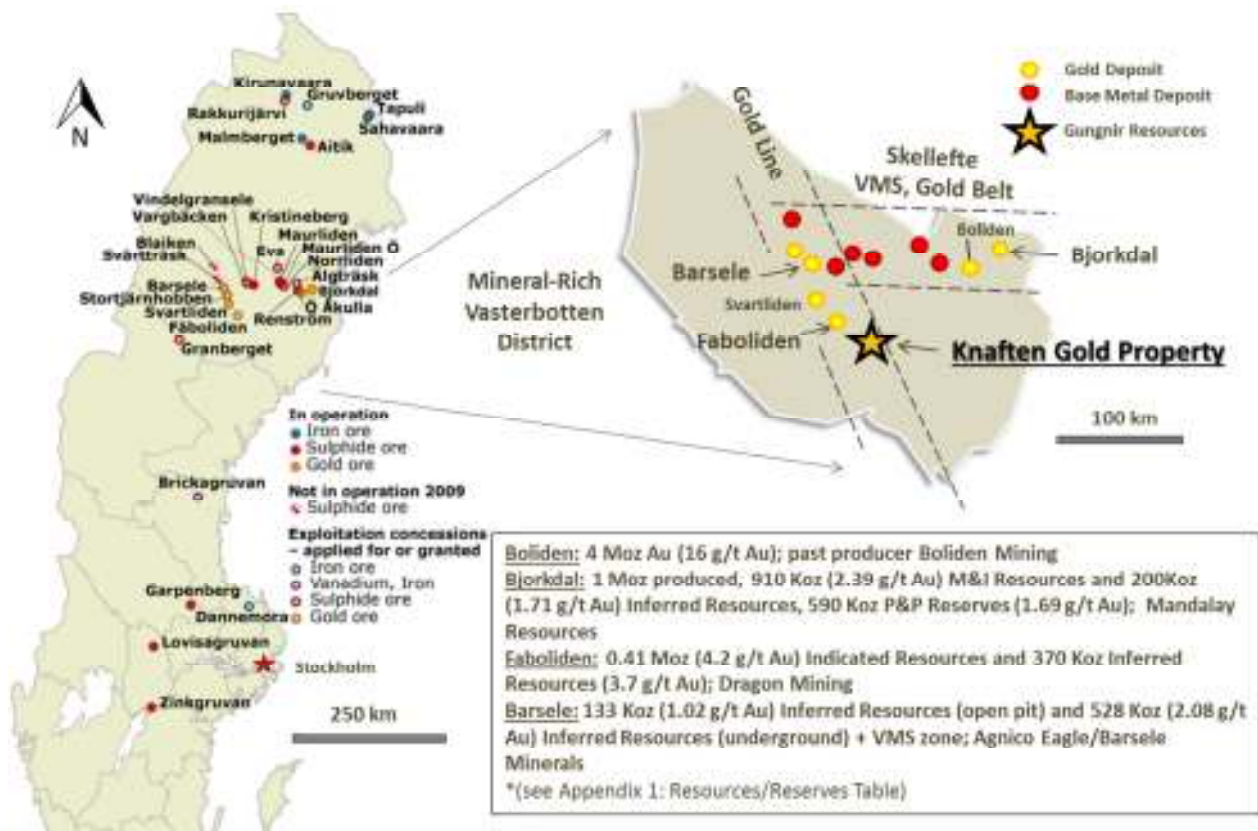 Kirunavaara
Gruvberget
Rakkurijärvi
Tapuli
Sahavaara
Malmberget
Aitik
N
Vindelgransele
Vargbäcken
Kristineberg
Maurliden
Blaiken
Eva
Maurliden Ö
Svärtträsk
Norrliden
Barsele
Algträsk
Stortjärnhobben
Björkdal
Svartliden
Ö Åkulla
Fäboliden
Renström
Granberget
In operation
Iron ore
Sulphide ore
Gold ore
Brickagruvan
Not in operation 2009
Sulphide ore
Exploitation concessions
– applied for or granted
Iron ore
Vanadium, Iron
Sulphide ore
Gold ore
Garpenberg
Dannemora
Lovisagruvan
Stockholm
Zinkgruvan
250 km
Gold Deposit
Base Metal Deposit
Gungnir Resources
Gold Line
Skellefte
VMS, Gold Belt
Boliden
Bjorkdal
Barsele
Mineral-Rich
Vasterbotten
District
Svartliden
Faboliden
Knaften Gold Property
100 km
Boliden: 4 Moz Au (16 g/t Au); past producer Boliden Mining
Bjorkdal: 1 Moz produced, 910 Koz (2.39 g/t Au) M&I Resources and 200Koz
(1.71 g/t Au) Inferred Resources, 590 Koz P&P Reserves (1.69 g/t Au); Mandalay
Resources
Faboliden: 0.41 Moz (4.2 g/t Au) Indicated Resources and 370 Koz Inferred
Resources (3.7 g/t Au); Dragon Mining
Barsele: 133 Koz (1.02 g/t Au) Inferred Resources (open pit) and 528 Koz (2.08 g/t
Au) Inferred Resources (underground) + VMS zone; Agnico Eagle/Barsele
Minerals
*(see Appendix 1: Resources/Reserves Table)